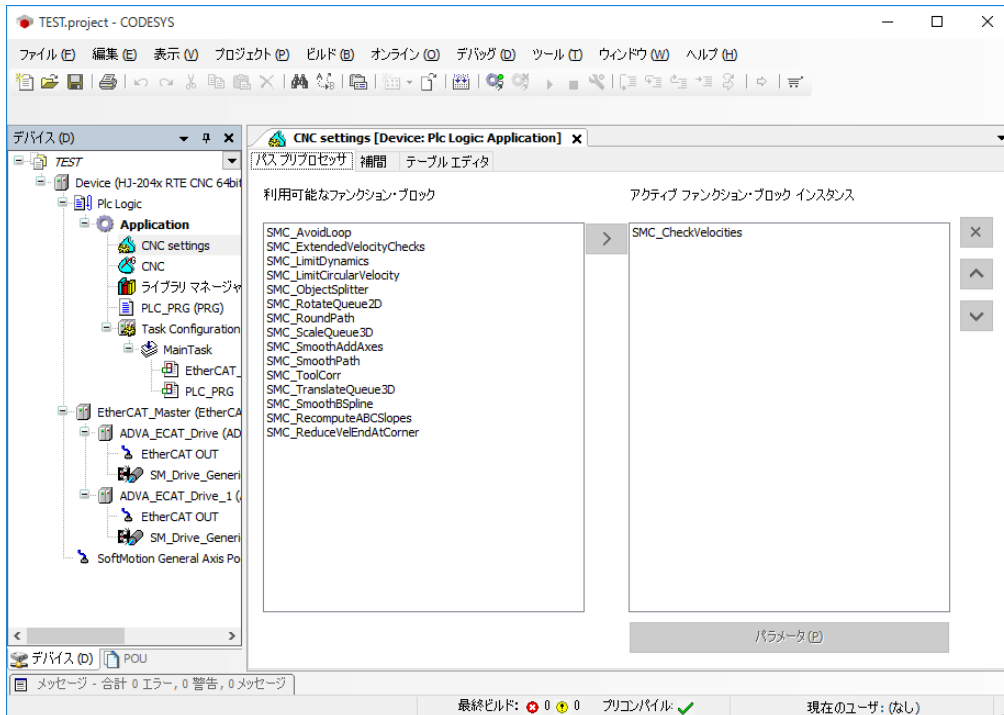 TEST.project - CODESYS
ファイル(F) 編集(E) 表示(V) プロジェクト(P) ビルド(B) オンライン(O) デバッグ(D) ツール(T) ウィンドウ(W) ヘルプ(H)
デバイス(D)
TEST
Device (HJ-204x RTE CNC 64bit
Plc Logic
Application
CNC settings
CNC
ライブラリ マネージャ
PLC_PRG (PRG)
Task Configuration
MainTask
EtherCAT_
PLC_PRG
EtherCAT_Master (EtherCA
ADVA_ECAT_Drive (AD
EtherCAT OUT
SM_Drive_Generi
ADVA_ECAT_Drive_1 (
EtherCAT OUT
SM_Drive_Generi
SoftMotion General Axis Po
デバイス(D) POU
CNC settings [Device: Plc Logic: Application]
パス プリプロセッサ 補間 テーブル エディタ
利用可能なファンクション・ブロック
SMC_AvoidLoop
SMC_ExtendedVelocityChecks
SMC_LimitDynamics
SMC_LimitCircularVelocity
SMC_ObjectSplitter
SMC_RotateQueue2D
SMC_RoundPath
SMC_ScaleQueue3D
SMC_SmoothAddAxes
SMC_SmoothPath
SMC_ToolCorr
SMC_TranslateQueue3D
SMC_SmoothBSpline
SMC_RecomputeABCSlopes
SMC_ReduceVelEndAtCorner
アクティブ ファンクション・ブロック インスタンス
SMC_CheckVelocities
パラメータ(P)
メッセージ - 合計 0 エラー, 0 警告, 0 メッセージ
最終ビルド: 0 0 プリコンパイル: 現在のユーザ: (なし)